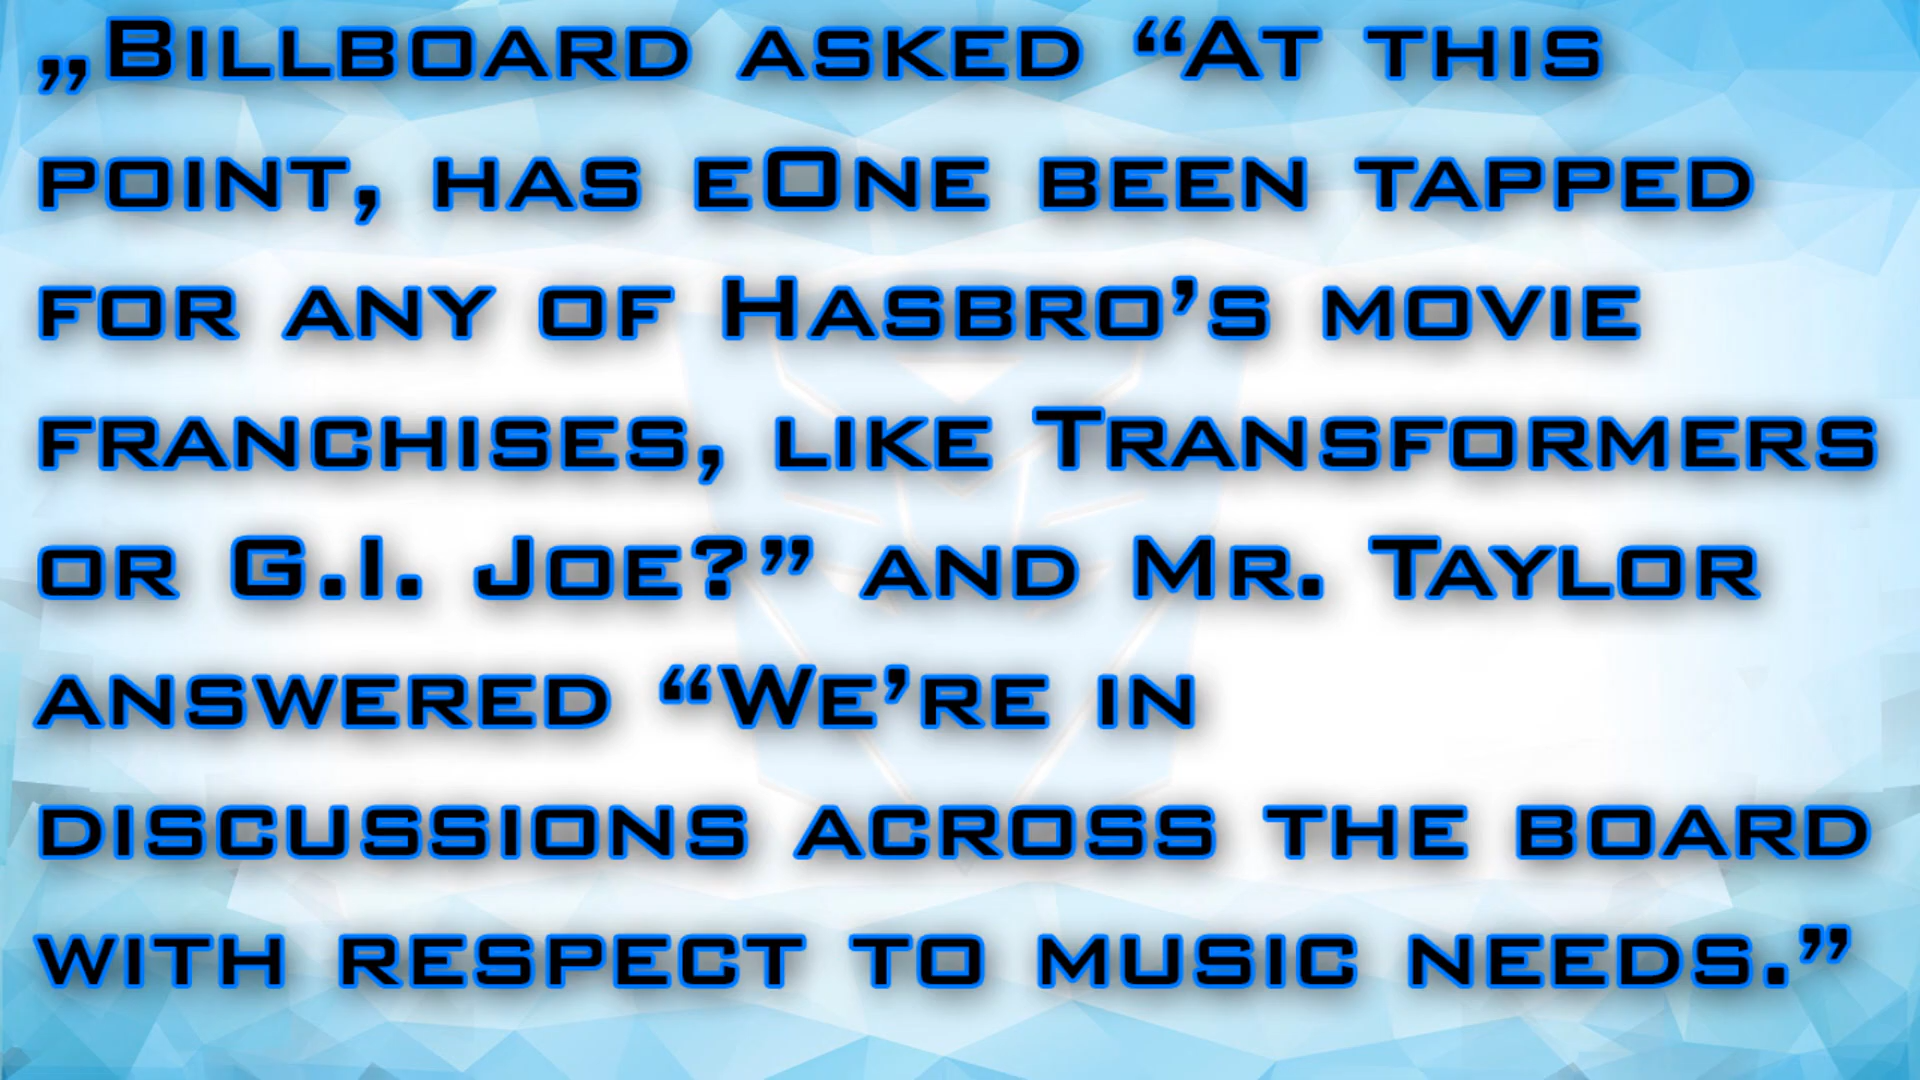 „Billboard asked “At this
point, has eOne been tapped
for any of Hasbro’s movie
franchises, like Transformers
or G.I. Joe?” and Mr. Taylor
answered “We’re in
discussions across the board
with respect to music needs.”